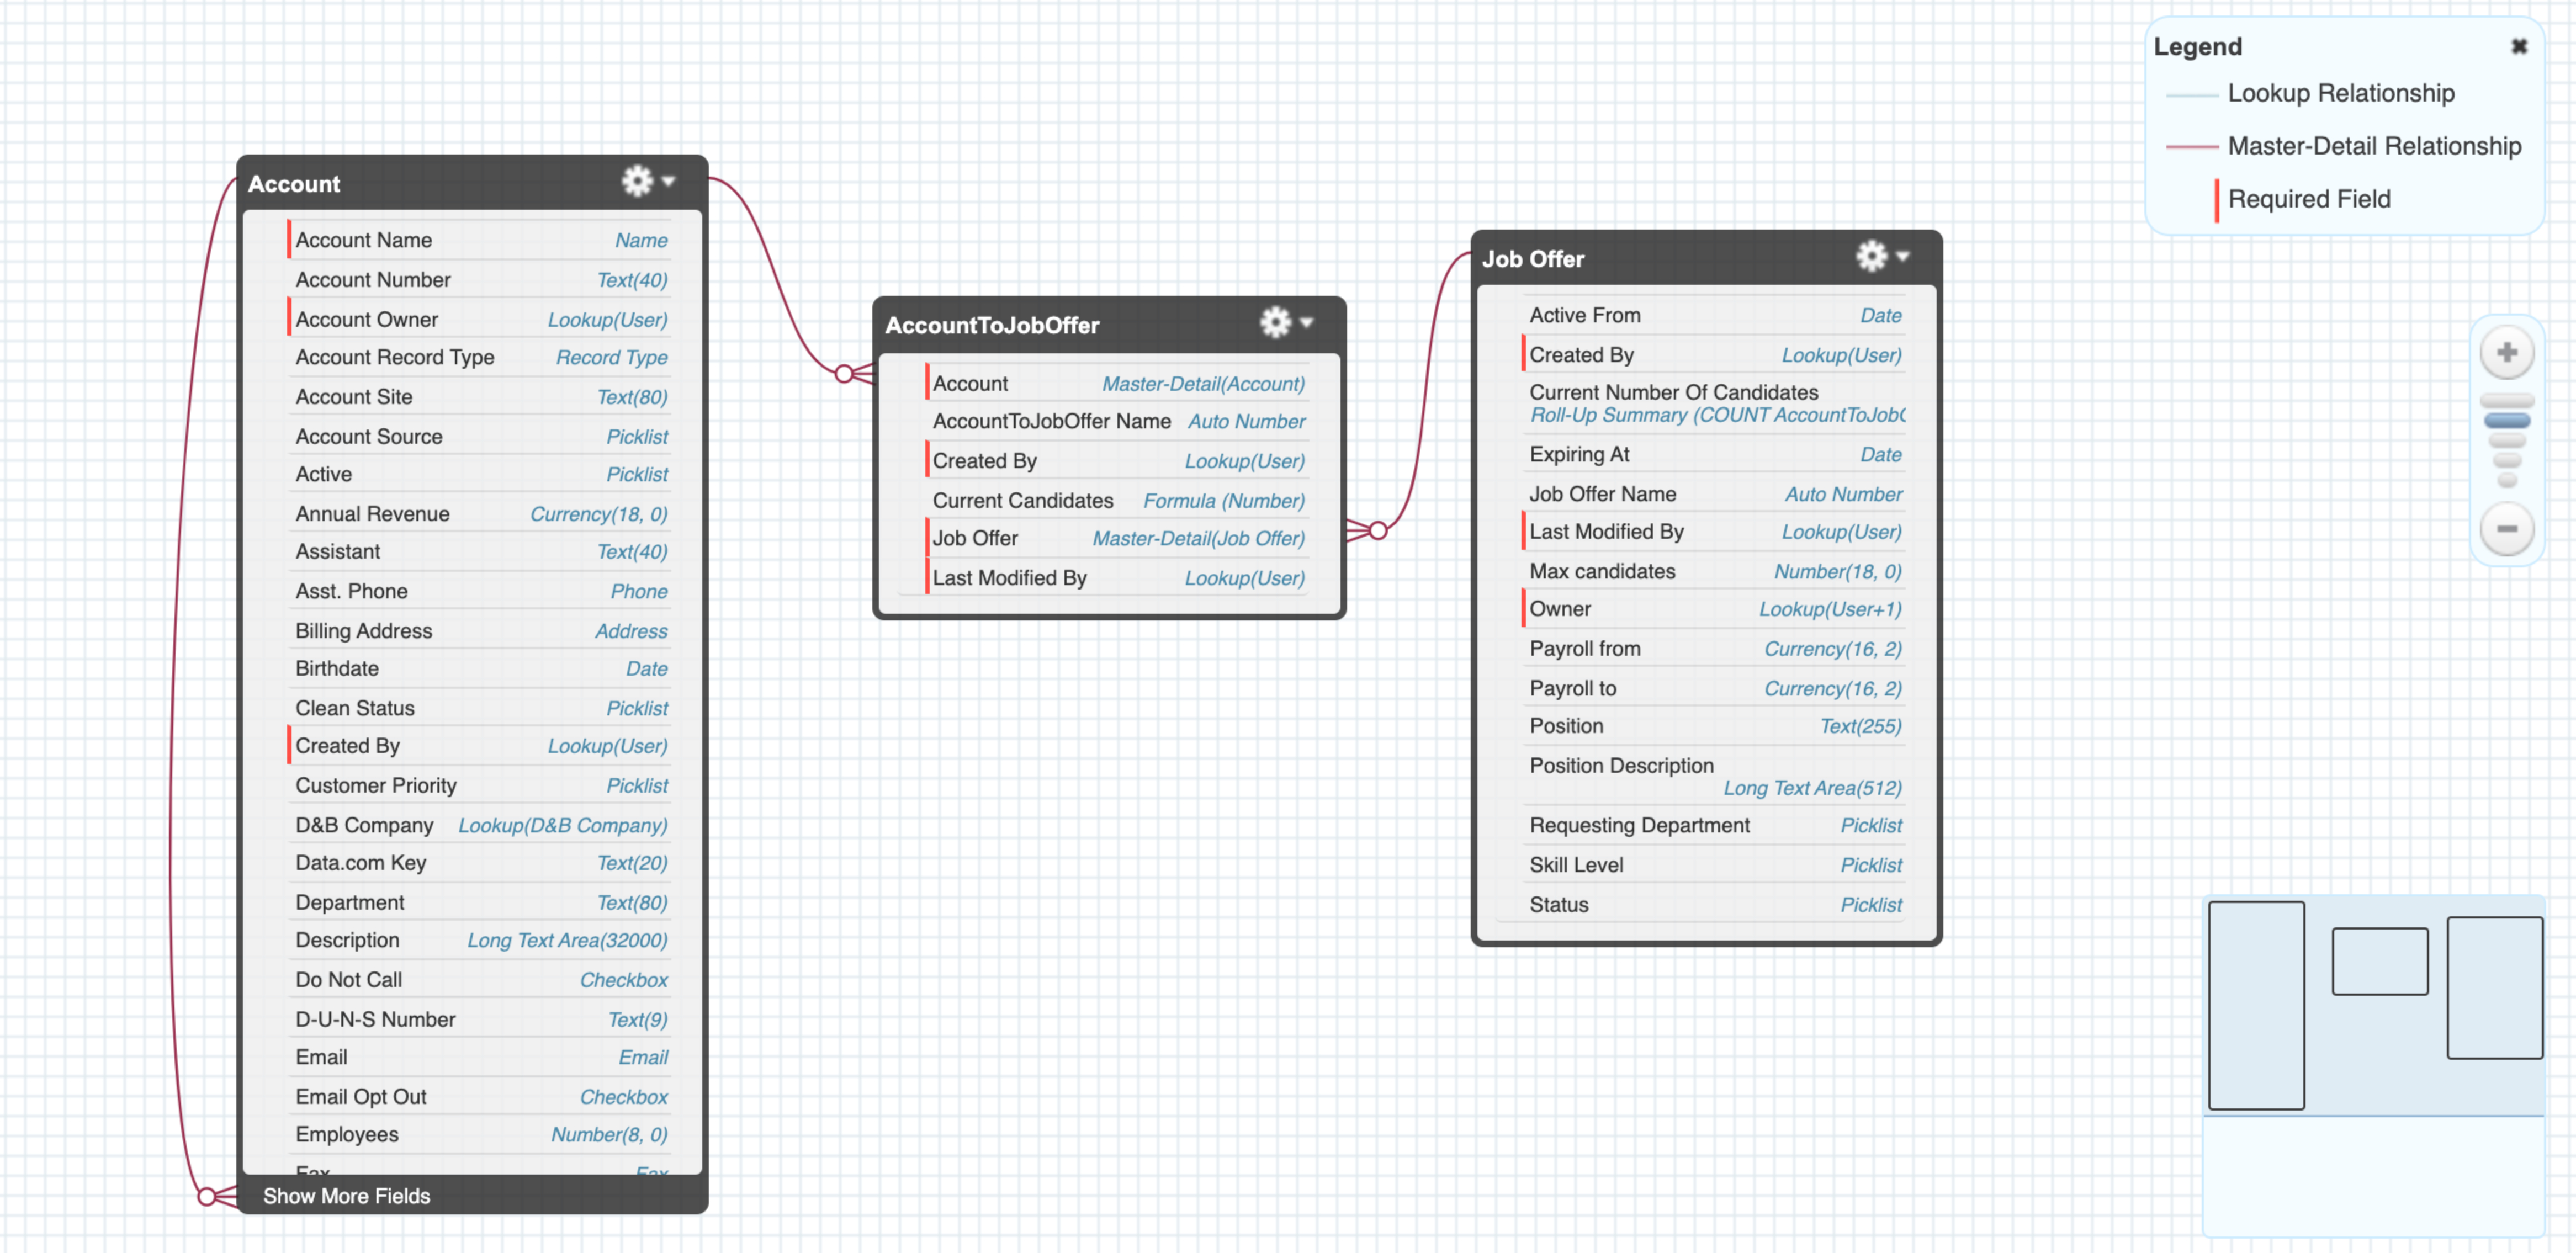 Legend
Lookup Relationship
Master-Detail Relationship
Required Field
Account
Account Name Name
Account Number Text(40)
Account Owner Lookup(User)
Account Record Type Record Type
Account Site Text(80)
Account Source Picklist
Active Picklist
Annual Revenue Currency(18, 0)
Assistant Text(40)
Asst. Phone Phone
Billing Address Address
Birthdate Date
Clean Status Picklist
Created By Lookup(User)
Customer Priority Picklist
D&B Company Lookup(D&B Company)
Data.com Key Text(20)
Department Text(80)
Description Long Text Area(32000)
Do Not Call Checkbox
D-U-N-S Number Text(9)
Email Email
Email Opt Out Checkbox
Employees Number(8, 0)
Fax Fax
Show More Fields
AccountToJobOffer
Account Master-Detail(Account)
AccountToJobOffer Name Auto Number
Created By Lookup(User)
Current Candidates Formula (Number)
Job Offer Master-Detail(Job Offer)
Last Modified By Lookup(User)
Job Offer
Active From Date
Created By Lookup(User)
Current Number Of Candidates
Roll-Up Summary (COUNT AccountToJobO
Expiring At Date
Job Offer Name Auto Number
Last Modified By Lookup(User)
Max candidates Number(18, 0)
Owner Lookup(User+1)
Payroll from Currency(16, 2)
Payroll to Currency(16, 2)
Position Text(255)
Position Description
Long Text Area(512)
Requesting Department Picklist
Skill Level Picklist
Status Picklist